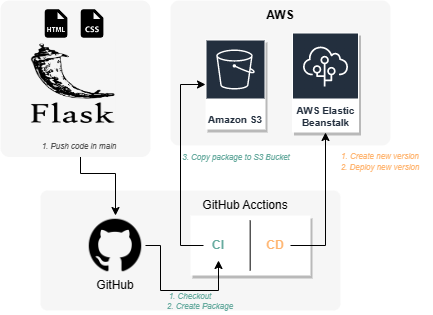 HTML
CSS
Flask
1. Push code in main
AWS
Amazon S3
AWS Elastic
Beanstalk
3. Copy package to S3 Bucket
1. Create new version
2. Deploy new version
GitHub Acctions
CI
CD
GitHub
1. Checkout
2. Create Package